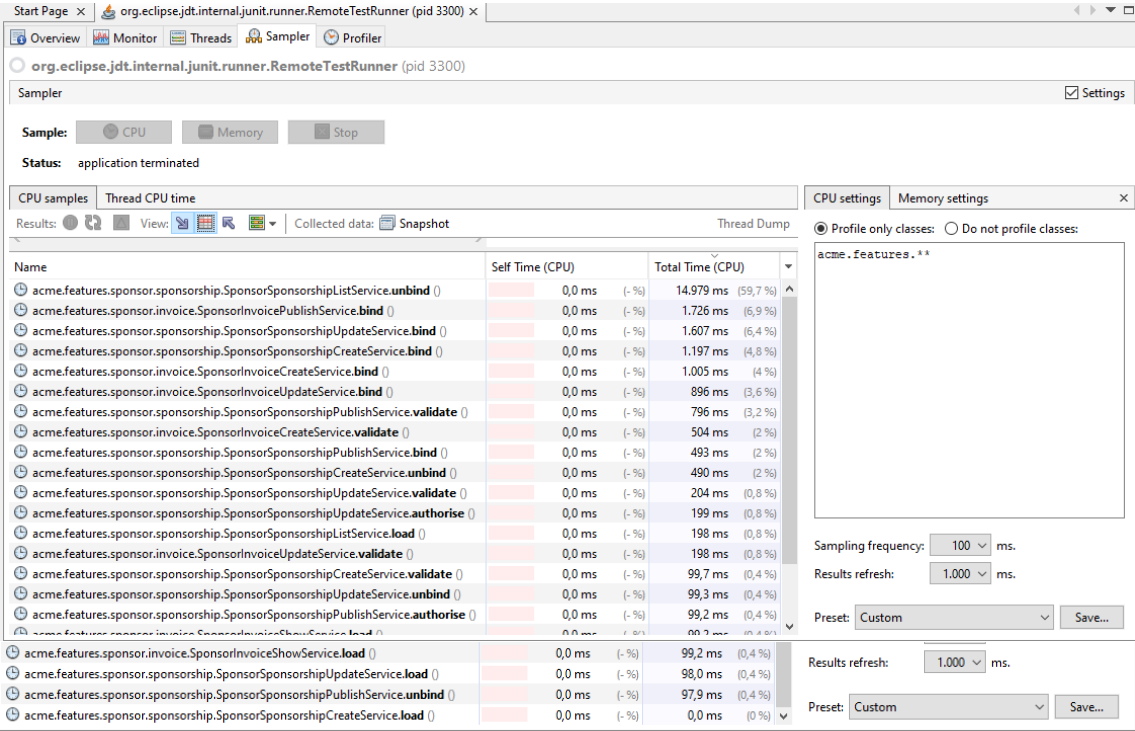 Start Page × org.eclipse.jdt.internal.junit.runner.RemoteTestRunner (pid 3300) ×
Overview Monitor Threads Sampler Profiler
org.eclipse.jdt.internal.junit.runner.RemoteTestRunner (pid 3300)
Sampler Settings
Sample: CPU Memory Stop
Status: application terminated
CPU samples Thread CPU time
Results: View: Collected data: Snapshot Thread Dump
Name Self Time (CPU) Total Time (CPU)
acme.features.sponsor.sponsorship.SponsorSponsorshipListService.unbind () 0,0 ms (- %) 14.979 ms (59,7 %)
acme.features.sponsor.invoice.SponsorInvoicePublishService.bind () 0,0 ms (- %) 1.726 ms (6,9 %)
acme.features.sponsor.sponsorship.SponsorSponsorshipUpdateService.bind () 0,0 ms (- %) 1.607 ms (6,4 %)
acme.features.sponsor.sponsorship.SponsorSponsorshipCreateService.bind () 0,0 ms (- %) 1.197 ms (4,8 %)
acme.features.sponsor.invoice.SponsorInvoiceCreateService.bind () 0,0 ms (- %) 1.005 ms (4 %)
acme.features.sponsor.invoice.SponsorInvoiceUpdateService.bind () 0,0 ms (- %) 896 ms (3,6 %)
acme.features.sponsor.sponsorship.SponsorSponsorshipPublishService.validate () 0,0 ms (- %) 796 ms (3,2 %)
acme.features.sponsor.invoice.SponsorInvoiceCreateService.validate () 0,0 ms (- %) 504 ms (2 %)
acme.features.sponsor.sponsorship.SponsorSponsorshipPublishService.bind () 0,0 ms (- %) 493 ms (2 %)
acme.features.sponsor.sponsorship.SponsorSponsorshipCreateService.unbind () 0,0 ms (- %) 490 ms (2 %)
acme.features.sponsor.sponsorship.SponsorSponsorshipUpdateService.validate () 0,0 ms (- %) 204 ms (0,8 %)
acme.features.sponsor.sponsorship.SponsorSponsorshipUpdateService.authorise () 0,0 ms (- %) 199 ms (0,8 %)
acme.features.sponsor.sponsorship.SponsorSponsorshipListService.load () 0,0 ms (- %) 198 ms (0,8 %)
acme.features.sponsor.invoice.SponsorInvoiceUpdateService.validate () 0,0 ms (- %) 198 ms (0,8 %)
acme.features.sponsor.sponsorship.SponsorSponsorshipCreateService.validate () 0,0 ms (- %) 99,7 ms (0,4 %)
acme.features.sponsor.sponsorship.SponsorSponsorshipUpdateService.unbind () 0,0 ms (- %) 99,3 ms (0,4 %)
acme.features.sponsor.sponsorship.SponsorSponsorshipPublishService.authorise () 0,0 ms (- %) 99,2 ms (0,4 %)
acme.features.sponsor.invoice.SponsorInvoiceShowService.load () 0,0 ms (- %) 99,2 ms (0,4 %)
acme.features.sponsor.invoice.SponsorInvoiceShowService.load () 0,0 ms (- %) 99,2 ms (0,4 %)
acme.features.sponsor.sponsorship.SponsorSponsorshipUpdateService.load () 0,0 ms (- %) 98,0 ms (0,4 %)
acme.features.sponsor.sponsorship.SponsorSponsorshipPublishService.unbind () 0,0 ms (- %) 97,9 ms (0,4 %)
acme.features.sponsor.sponsorship.SponsorSponsorshipCreateService.load () 0,0 ms (- %) 0,0 ms (0 %)
CPU settings Memory settings ×
Profile only classes: Do not profile classes:
acme.features.**
Sampling frequency: 100 ms.
Results refresh: 1.000 ms.
Preset: Custom Save...
Results refresh: 1.000 ms.
Preset: Custom Save...